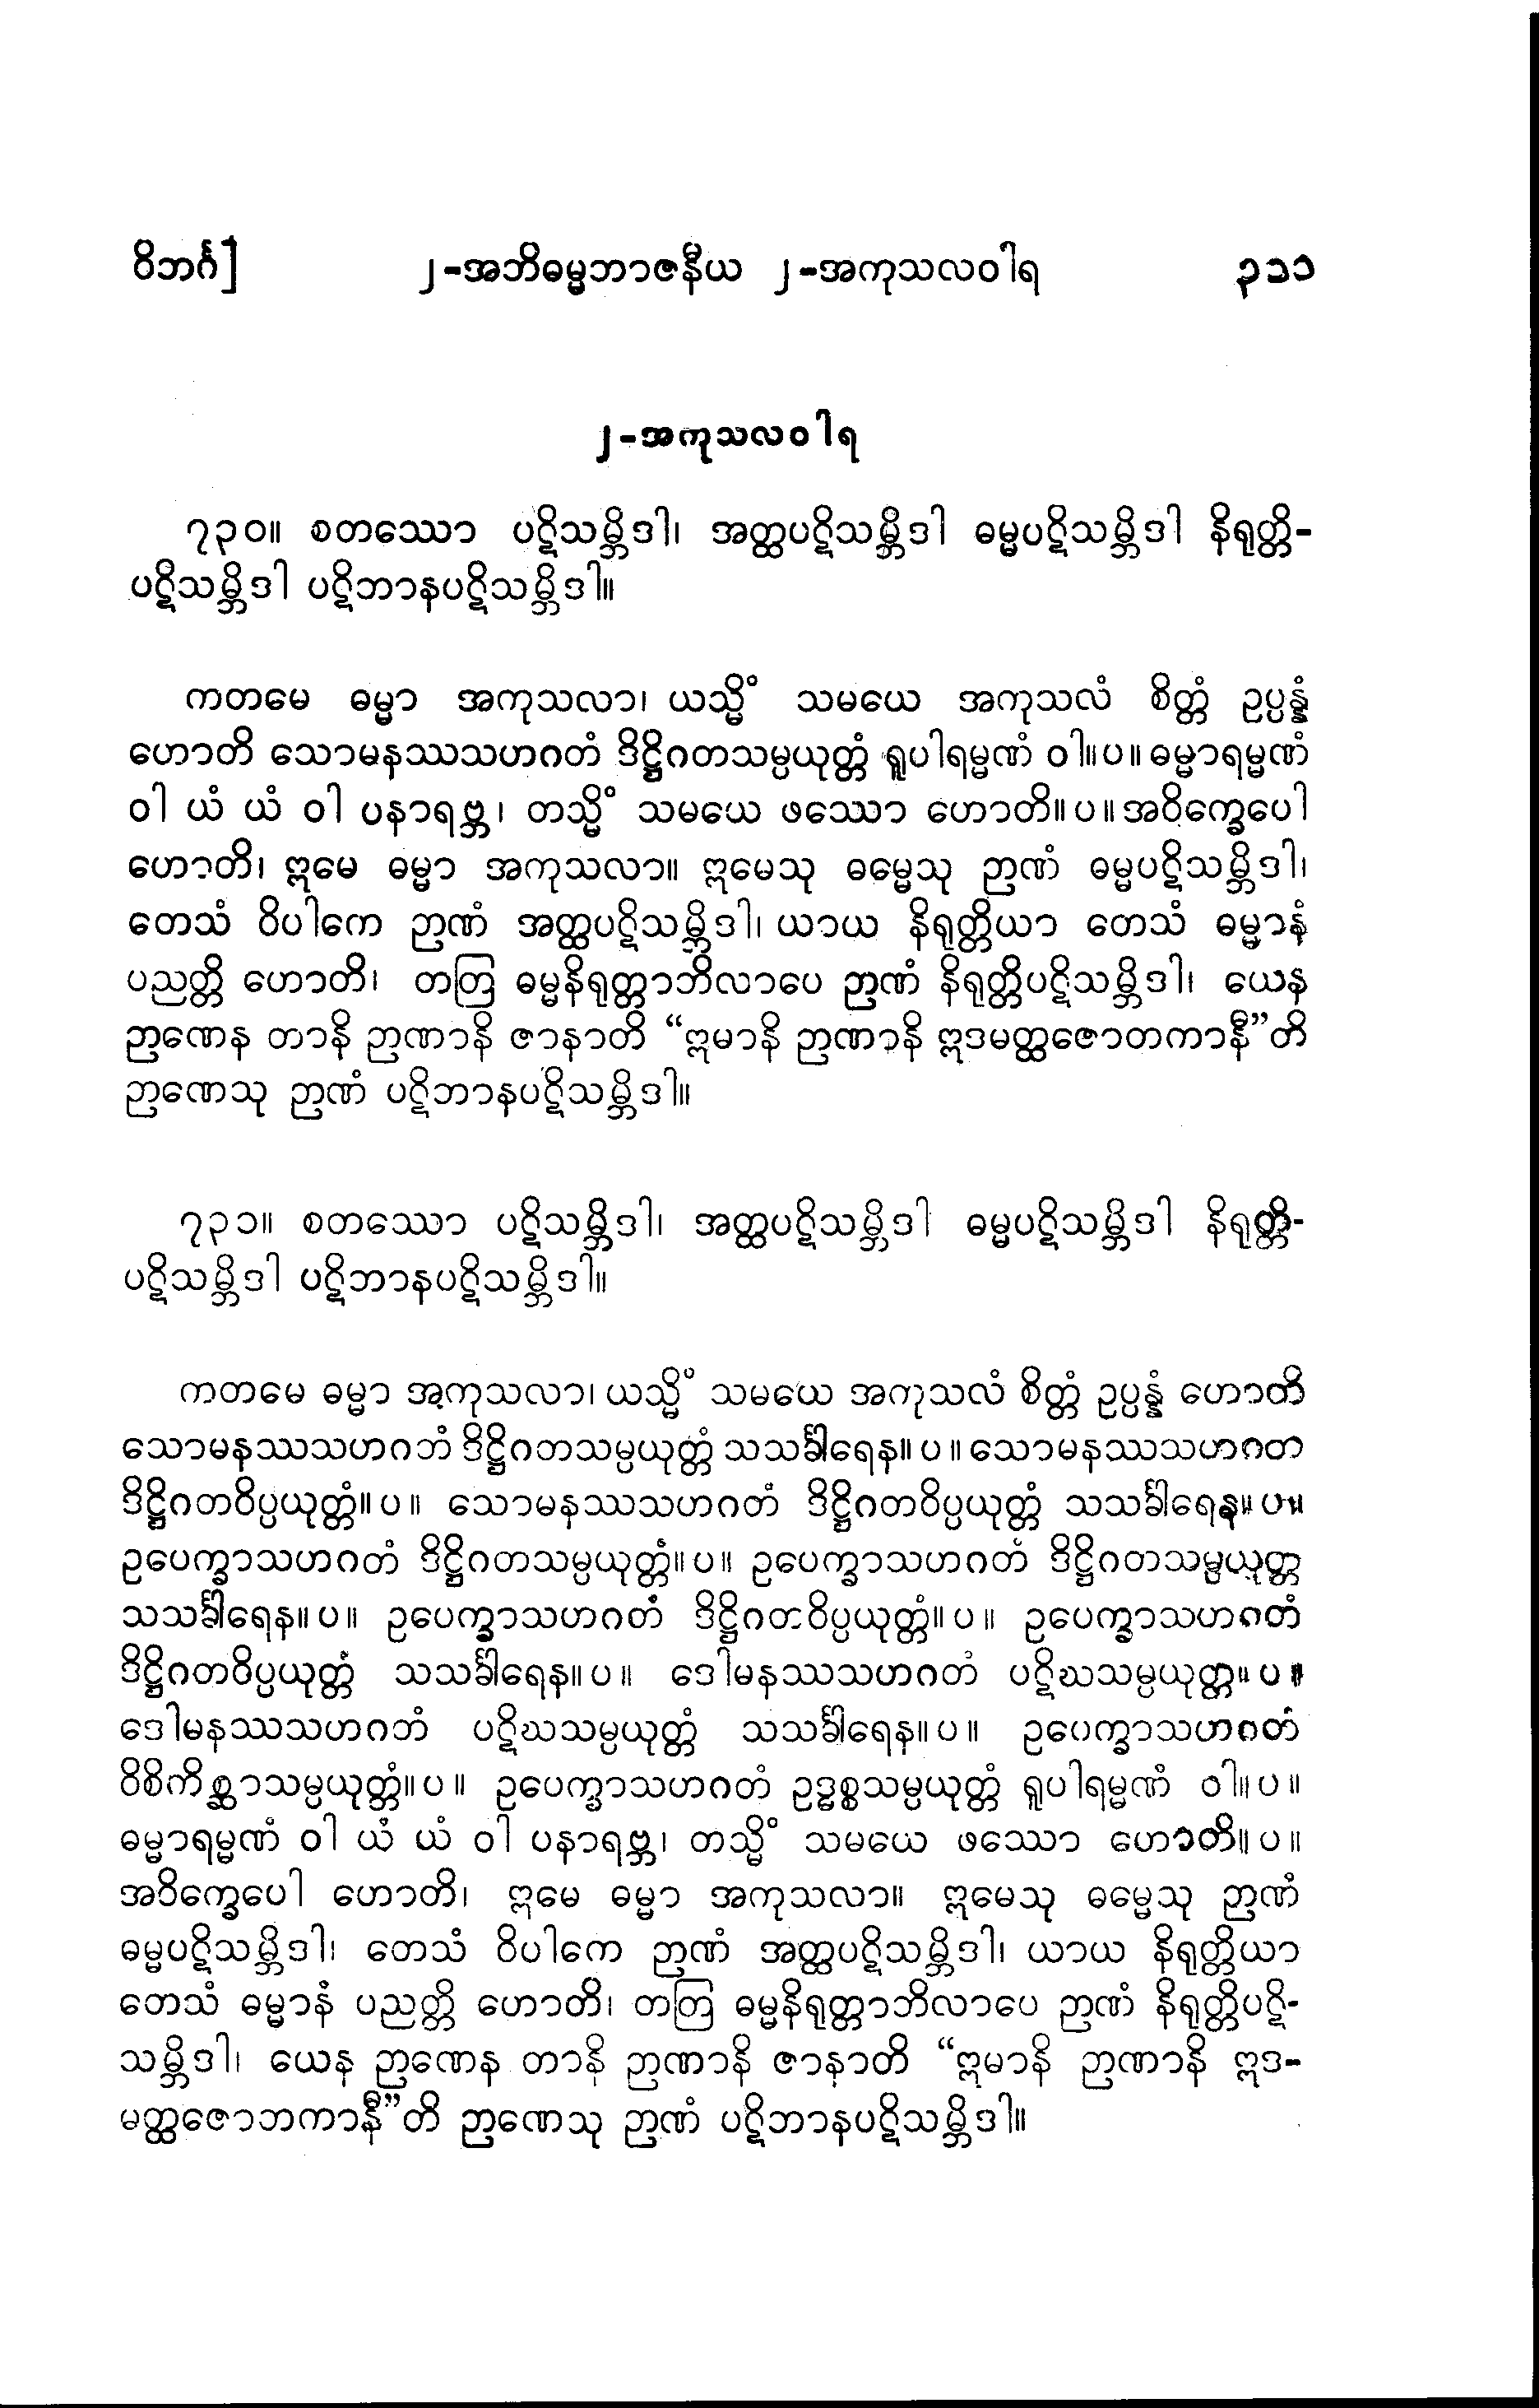 ဝိဘင်္ဂ]
၂-အဘိဓမ္မဘာဇနီယ ၂-အကုသလဝါရ
၃၁၁
၂-အကုသလဝါရ
၇၃၀။ စတဿော ပဋိသမ္ဘိဒါ၊ အတ္ထပဋိသမ္ဘိဒါ ဓမ္မပဋိသမ္ဘိဒါ နိရုတ္တိ-
ပဋိသမ္ဘိဒါ ပဋိဘာနပဋိသမ္ဘိဒါ။
ကတမေ ဓမ္မာ အကုသလာ၊ ယသ္မိံ သမယေ အကုသလံ စိတ္တံ ဥပ္ပန္နံ
ဟောတိ သောမနဿသဟဂတံ ဒိဋ္ဌိဂတသမ္ပယုတ္တံ ရူပါရမ္မဏံ ဝါ။ပ။ ဓမ္မာရမ္မဏံ
ဝါ ယံ ယံ ဝါ ပနာရဗ္ဘ၊ တသ္မိံ သမယေ ဖဿော ဟောတိ။ပ။အဝိက္ခေပေါ
ဟောတိ၊ ဣမေ ဓမ္မာ အကုသလာ။ ဣမေသု ဓမ္မေသု ဉာဏံ ဓမ္မပဋိသမ္ဘိဒါ၊
တေသံ ဝိပါကေ ဉာဏံ အတ္ထပဋိသမ္ဘိဒါ၊ ယာယ နိရုတ္တိယာ တေသံ ဓမ္မာနံ
ပညတ္တိ ဟောတိ၊ တတြ ဓမ္မနိရုတ္တာဘိလာပေ ဉာဏံ နိရုတ္တိပဋိသမ္ဘိဒါ၊ ယေန
ဉာဏေန တာနိ ဉာဏာနိ ဇာနာတိ “ဣမာနိ ဉာဏာနိ ဣဒမတ္ထဇောတကာနီ”တိ
ဉာဏေသု ဉာဏံ ပဋိဘာနပဋိသမ္ဘိဒါ။
၇၃၁။ စတဿော ပဋိသမ္ဘိဒါ၊ အတ္ထပဋိသမ္ဘိဒါ ဓမ္မပဋိသမ္ဘိဒါ နိရုတ္တိ-
ပဋိသမ္ဘိဒါ ပဋိဘာနပဋိသမ္ဘိဒါ။
ကတမေ ဓမ္မာ အကုသလာ၊ ယသ္မိံ သမယေ အကုသလံ စိတ္တံ ဥပ္ပန္နံ ဟောတိ
သောမနဿသဟဂတံ ဒိဋ္ဌိဂတသမ္ပယုတ္တံ သသင်္ခါရေန။ပ။ သောမနဿသဟဂတ
ဒိဋ္ဌိဂတဝိပ္ပယုတ္တံ။ပ။ သောမနဿသဟဂတံ ဒိဋ္ဌိဂတဝိပ္ပယုတ္တံ သသင်္ခါရေန။ပ။
ဥပေက္ခာသဟဂတံ ဒိဋ္ဌိဂတသမ္ပယုတ္တံ။ပ။ ဥပေက္ခာသဟဂတံ ဒိဋ္ဌိဂတသမ္ပယုတ္တ
သသင်္ခါရေန။ပ။ ဥပေက္ခာသဟဂတံ ဒိဋ္ဌိဂတဝိပ္ပယုတ္တံ။ပ။ ဥပေက္ခာသဟဂတံ
ဒိဋ္ဌိဂတဝိပ္ပယုတ္တံ သသင်္ခါရေန။ပ။ ဒေါမနဿသဟဂတံ ပဋိဃသမ္ပယုတ္တ။ပ။
ဒေါမနဿသဟဂတံ ပဋိဃသမ္ပယုတ္တံ သသင်္ခါရေန။ပ။ ဥပေက္ခာသဟဂတံ
ဝိစိကိစ္ဆာသမ္ပယုတ္တံ။ပ။ ဥပေက္ခာသဟဂတံ ဥဒ္ဓစ္စသမ္ပယုတ္တံ ရူပါရမ္မဏံ ဝါ။ပ။
ဓမ္မာရမ္မဏံ ဝါ ယံ ယံ ဝါ ပနာရဗ္ဘ၊ တသ္မိံ သမယေ ဖဿော ဟောတိ။ပ။
အဝိက္ခေပေါ ဟောတိ၊ ဣမေ ဓမ္မာ အကုသလာ။ ဣမေသု ဓမ္မေသု ဉာဏံ
ဓမ္မပဋိသမ္ဘိဒါ၊ တေသံ ဝိပါကေ ဉာဏံ အတ္ထပဋိသမ္ဘိဒါ၊ ယာယ နိရုတ္တိယာ
တေသံ ဓမ္မာနံ ပညတ္တိ ဟောတိ၊ တတြ ဓမ္မနိရုတ္တာဘိလာပေ ဉာဏံ နိရုတ္တိပဋိ-
သမ္ဘိဒါ၊ ယေန ဉာဏေန တာနိ ဉာဏာနိ ဇာနာတိ “ဣမာနိ ဉာဏာနိ ဣဒ-
မတ္ထဇောတကာနီ”တိ ဉာဏေသု ဉာဏံ ပဋိဘာနပဋိသမ္ဘိဒါ။